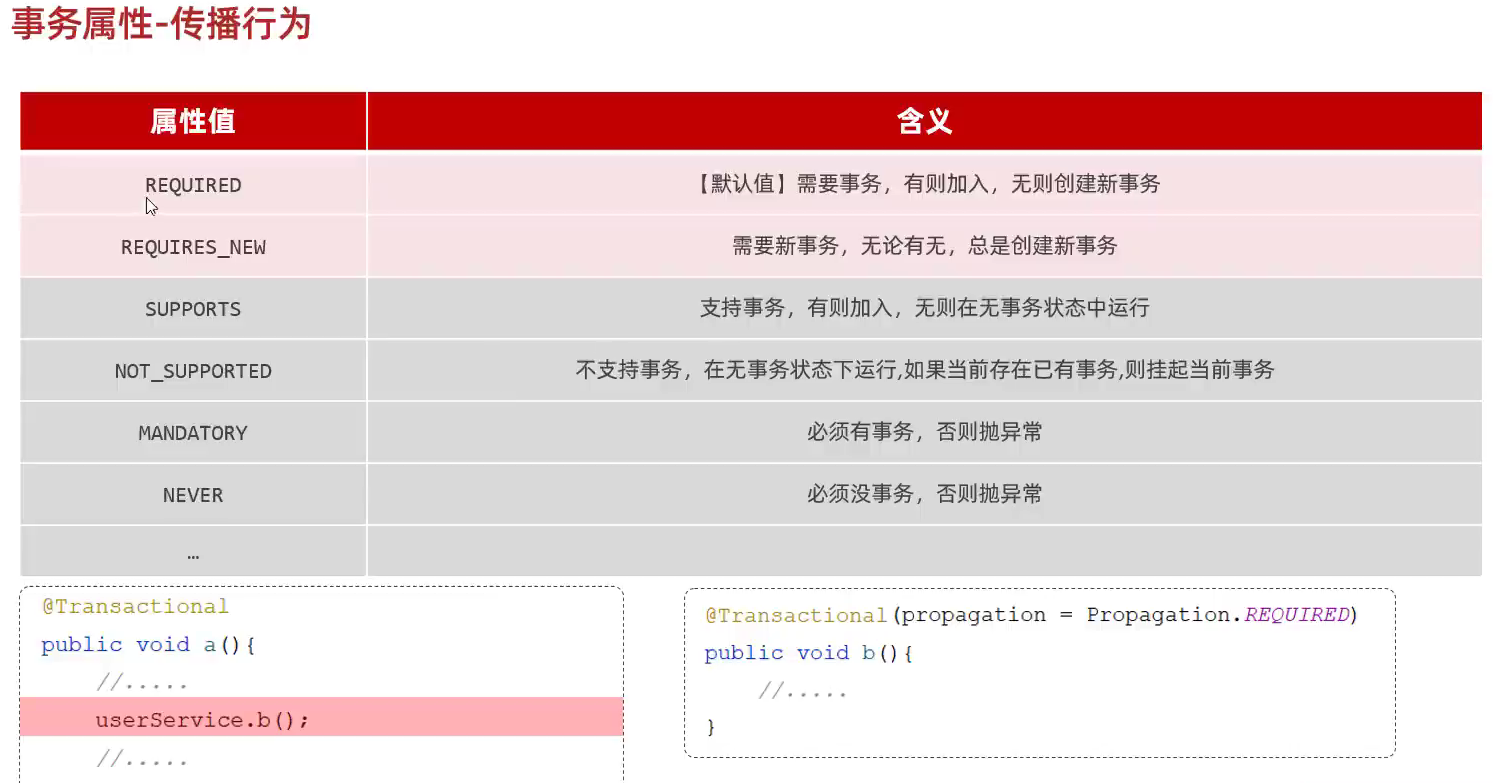 事务属性-传播行为
属性值 含义
REQUIRED 【默认值】需要事务，有则加入，无则创建新事务
REQUIRES_NEW 需要新事务，无论有无，总是创建新事务
SUPPORTS 支持事务，有则加入，无则在无事务状态中运行
NOT_SUPPORTED 不支持事务，在无事务状态下运行,如果当前存在已有事务,则挂起当前事务
MANDATORY 必须有事务，否则抛异常
NEVER 必须没事务，否则抛异常
…
@Transactional
public void a(){
//.....
userService.b();
//.....
@Transactional(propagation = Propagation.REQUIRED)
public void b(){
//.....
}